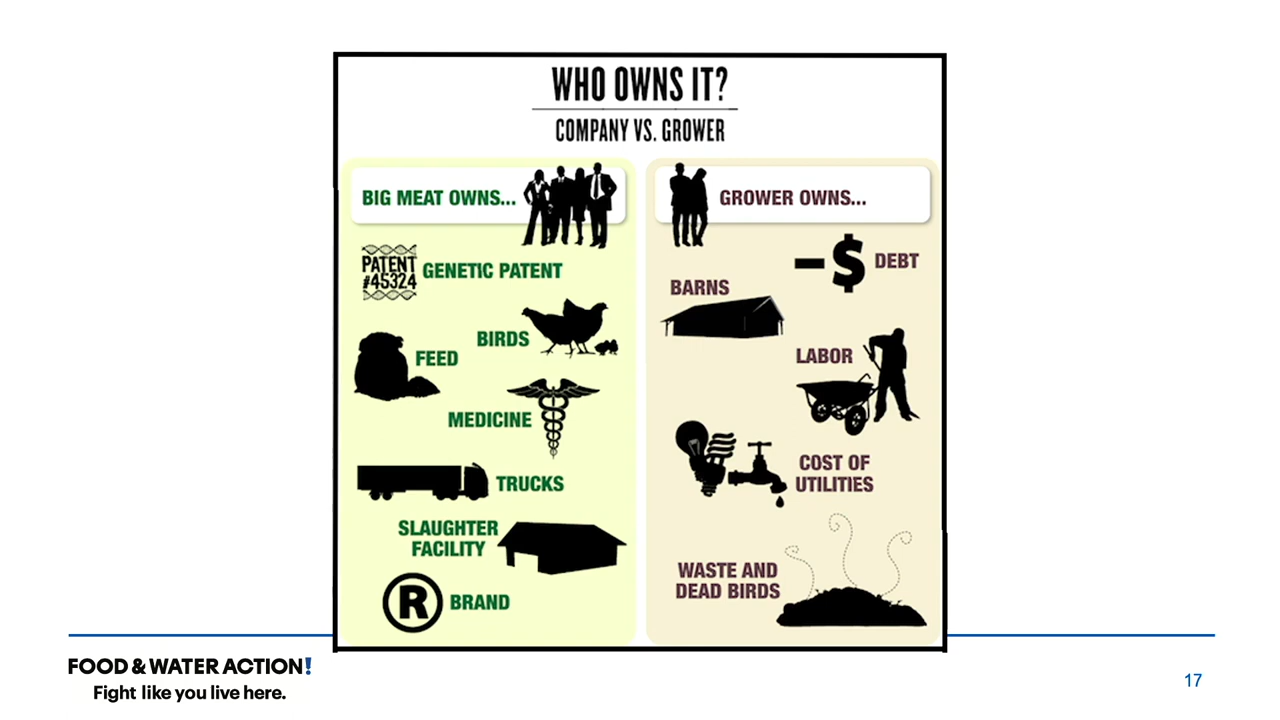 WHO OWNS IT?
COMPANY VS. GROWER
BIG MEAT OWNS...
PATENT
#45324
GENETIC PATENT
BIRDS
FEED
MEDICINE
TRUCKS
SLAUGHTER
FACILITY
R
BRAND
GROWER OWNS...
-$
DEBT
BARNS
LABOR
COST OF
UTILITIES
WASTE AND
DEAD BIRDS
FOOD & WATER ACTION!
Fight like you live here.
17